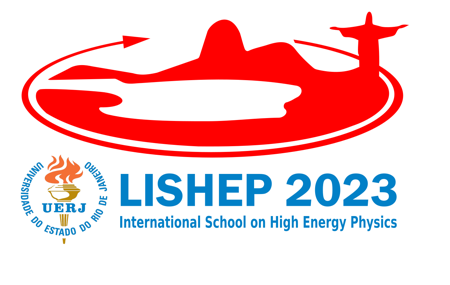 LISHEP 2023
International School on High Energy Physics
UNIVERSIDADE DO ESTADO DO RIO DE JANEIRO
UERJ